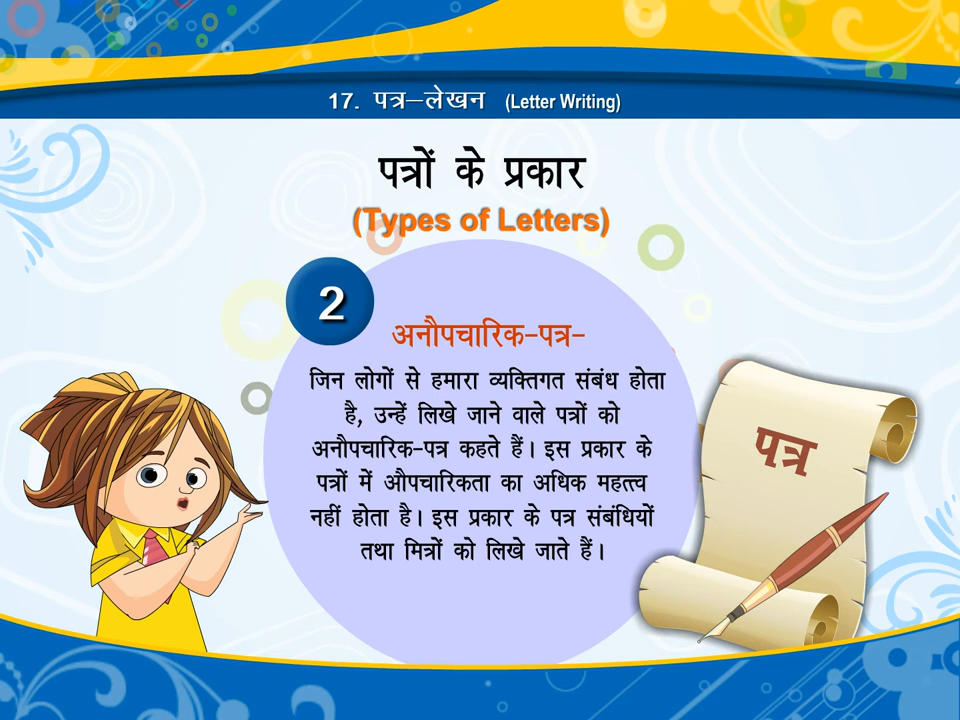 17. पत्र–लेखन (Letter Writing)
पत्रों के प्रकार
(Types of Letters)
2
अनौपचारिक-पत्र-
जिन लोगों से हमारा व्यक्तिगत संबंध होता
है, उन्हें लिखे जाने वाले पत्रों को
अनौपचारिक-पत्र कहते हैं। इस प्रकार के
पत्रों में औपचारिकता का अधिक महत्त्व
नहीं होता है। इस प्रकार के पत्र संबंधियों
तथा मित्रों को लिखे जाते हैं।
पत्र